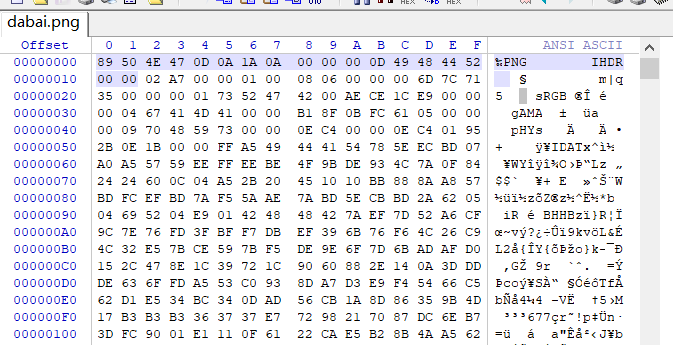 dabai.png
Offset 0 1 2 3 4 5 6 7 8 9 A B C D E F ANSI ASCII
00000000 89 50 4E 47 0D 0A 1A 0A 00 00 00 0D 49 48 44 52 ‰PNG IHDR
00000010 00 00 02 A7 00 00 01 00 08 06 00 00 00 6D 7C 71 § m|q
00000020 35 00 00 00 01 73 52 47 42 00 AE CE 1C E9 00 00 5 sRGB ®Î é
00000030 00 04 67 41 4D 41 00 00 B1 8F 0B FC 61 05 00 00 gAMA ± üa
00000040 00 09 70 48 59 73 00 00 0E C4 00 00 0E C4 01 95 pHYs Ä Ä •
00000050 2B 0E 1B 00 00 FF A5 49 44 41 54 78 5E EC BD 07 + ÿ¥IDATx^ì½
00000060 A0 A5 57 59 EE FF EE BE 4F 9B DE 93 4C 7A 0F 84 ¥WYîÿî¾O›Þ“Lz „
00000070 24 24 60 0C 04 A5 2B 20 45 10 10 BB 88 8A A8 57 $$` ¥+ E »ˆŠ¨W
00000080 BD FC EF BD 7A F5 5A AE 7A BD 5E CB BD 2A 62 05 ½üï½zõZ®z½^Ë½*b
00000090 04 69 52 04 E9 01 42 48 48 42 7A EF 7D 52 A6 CF iR é BHHBzï}R¦Ï
000000A0 9C 7E 76 FD 3F BF F7 DB EF 39 6B 76 F6 4C 26 C9 œ~vý?¿÷Ûï9kvöL&É
000000B0 4C 32 E5 7B CE 59 7B F5 DE 9E 6F 7D 6B AD AF D0 L2å{ÎY{õÞžo}k-¯Ð
000000C0 15 2C 47 8E 1C 39 72 1C 90 60 88 2E 14 0A 3D DD ,GŽ 9r `ˆ. =Ý
000000D0 DE 63 6F FD A5 53 C0 93 8D A7 D3 E9 F4 54 66 C5 Þcoý¥SÀ“ §ÓéôTfÅ
000000E0 62 D1 E5 34 BC 34 0D AD 56 CB 1A 8D 86 35 9B 4D bÑå4¼4 -VË †5›M
000000F0 17 B3 B3 B3 36 37 37 E7 72 98 21 70 87 DC 6E B7 ³³³677çr˜!p‡Ün·
00000100 3D FC 90 01 E1 11 0F 61 22 CA E5 B2 8B 4A A5 62 =ü á a"Êå²‹J¥b